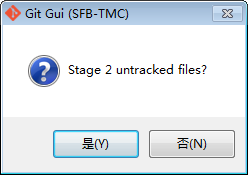 Git Gui (SFB-TMC)
Stage 2 untracked files?
是(Y)
否(N)